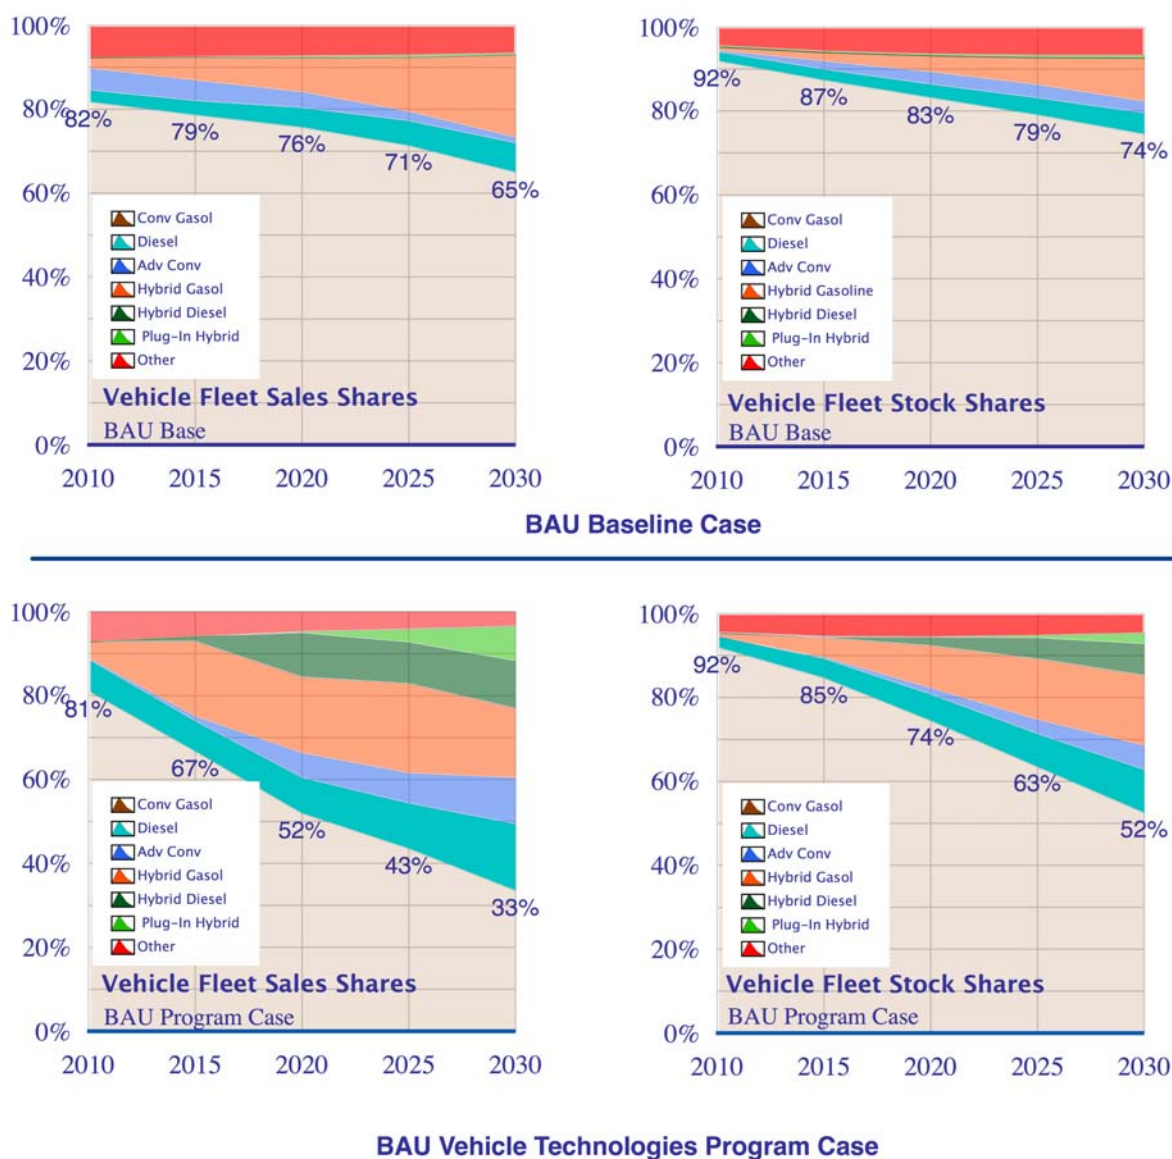 100%
80%
60%
40%
20%
0%
82%
79%
76%
71%
65%
Conv Gasol
Diesel
Adv Conv
Hybrid Gasol
Hybrid Diesel
Plug-In Hybrid
Other
Vehicle Fleet Sales Shares
BAU Base
2010 2015 2020 2025 2030
100%
80%
60%
40%
20%
0%
92%
87%
83%
79%
74%
Conv Gasol
Diesel
Adv Conv
Hybrid Gasoline
Hybrid Diesel
Plug-In Hybrid
Other
Vehicle Fleet Stock Shares
BAU Base
2010 2015 2020 2025 2030
BAU Baseline Case
100%
80%
60%
40%
20%
0%
81%
67%
52%
43%
33%
Conv Gasol
Diesel
Adv Conv
Hybrid Gasol
Hybrid Diesel
Plug-In Hybrid
Other
Vehicle Fleet Sales Shares
BAU Program Case
2010 2015 2020 2025 2030
100%
80%
60%
40%
20%
0%
92%
85%
74%
63%
52%
Conv Gasol
Diesel
Adv Conv
Hybrid Gasol
Hybrid Diesel
Plug-In Hybrid
Other
Vehicle Fleet Stock Shares
BAU Program Case
2010 2015 2020 2025 2030
BAU Vehicle Technologies Program Case